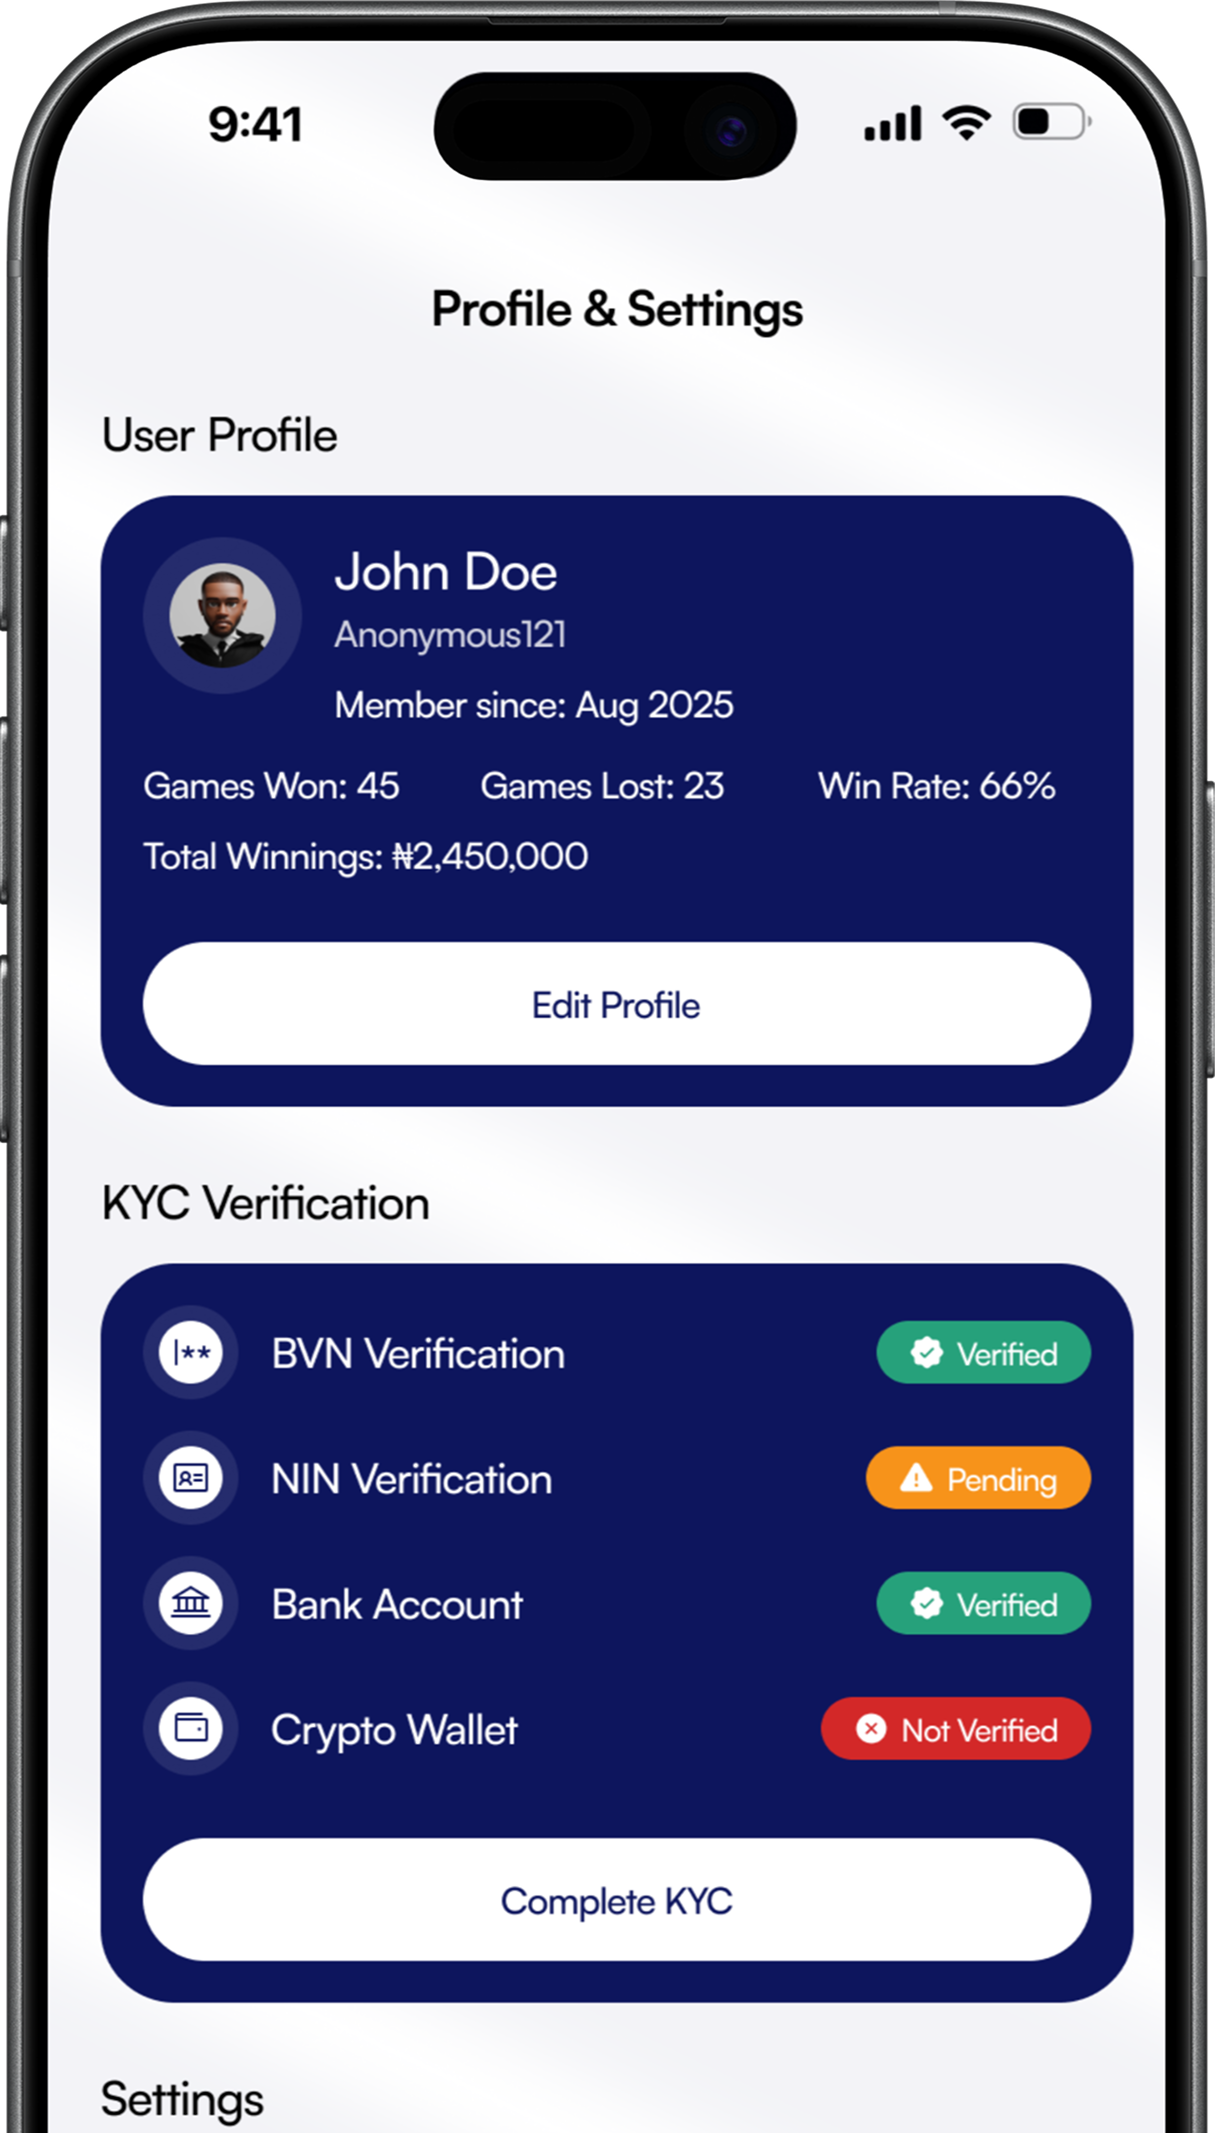 9:41
Profile & Settings
User Profile
John Doe
Anonymous121
Member since: Aug 2025
Games Won: 45 Games Lost: 23 Win Rate: 66%
Total Winnings: ₦2,450,000
Edit Profile
KYC Verification
|** BVN Verification Verified
NIN Verification Pending
Bank Account Verified
Crypto Wallet Not Verified
Complete KYC
Settings